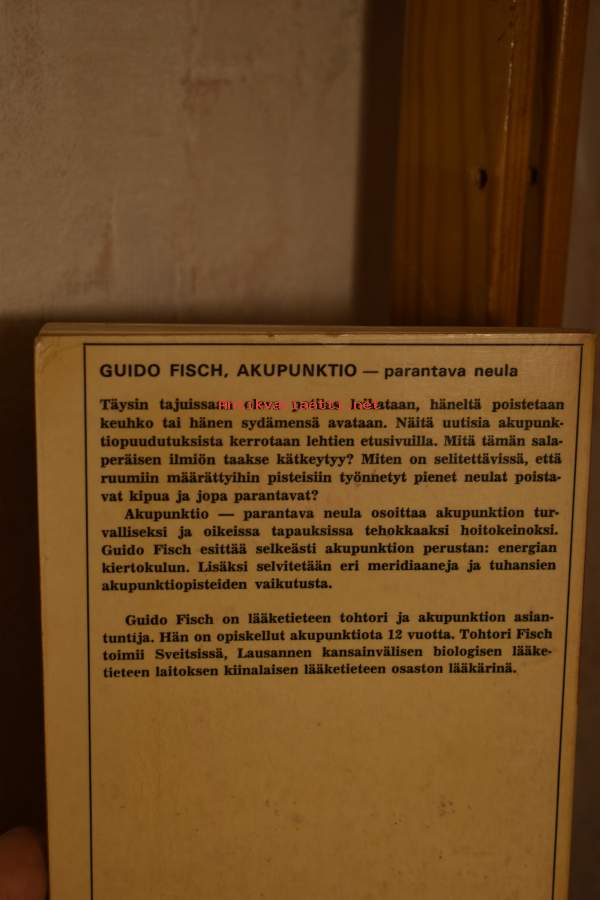 GUIDO FISCH, AKUPUNKTIO — parantava neula
Täysin tajuissaan oleva potilas leikataan, häneltä poistetaan
keuhko tai hänen sydämensä avataan. Näitä uutisia akupunk-
tiopuudutuksista kerrotaan lehtien etusivuilla. Mitä tämän sala-
peräisen ilmiön taakse kätkeytyy? Miten on selitettävissä, että
ruumiin määrättyihin pisteisiin työnnetyt pienet neulat poista-
vat kipua ja jopa parantavat?
Akupunktio — parantava neula osoittaa akupunktion tur-
valliseksi ja oikeissa tapauksissa tehokkaaksi hoitokeinoksi.
Guido Fisch esittää selkeästi akupunktion perustan: energian
kiertokulun. Lisäksi selvitetään eri meridiaaneja ja tuhansien
akupunktiopisteiden vaikutusta.
Guido Fisch on lääketieteen tohtori ja akupunktion asian-
tuntija. Hän on opiskellut akupunktiota 12 vuotta. Tohtori Fisch
toimii Sveitsissä, Lausannen kansainvälisen biologisen lääke-
tieteen laitoksen kiinalaisen lääketieteen osaston lääkärinä.